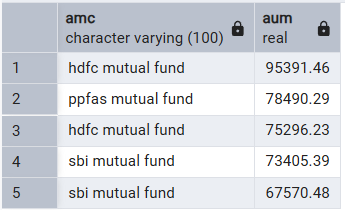 amc aum
character varying (100) real
1 hdfc mutual fund 95391.46
2 ppfas mutual fund 78490.29
3 hdfc mutual fund 75296.23
4 sbi mutual fund 73405.39
5 sbi mutual fund 67570.48